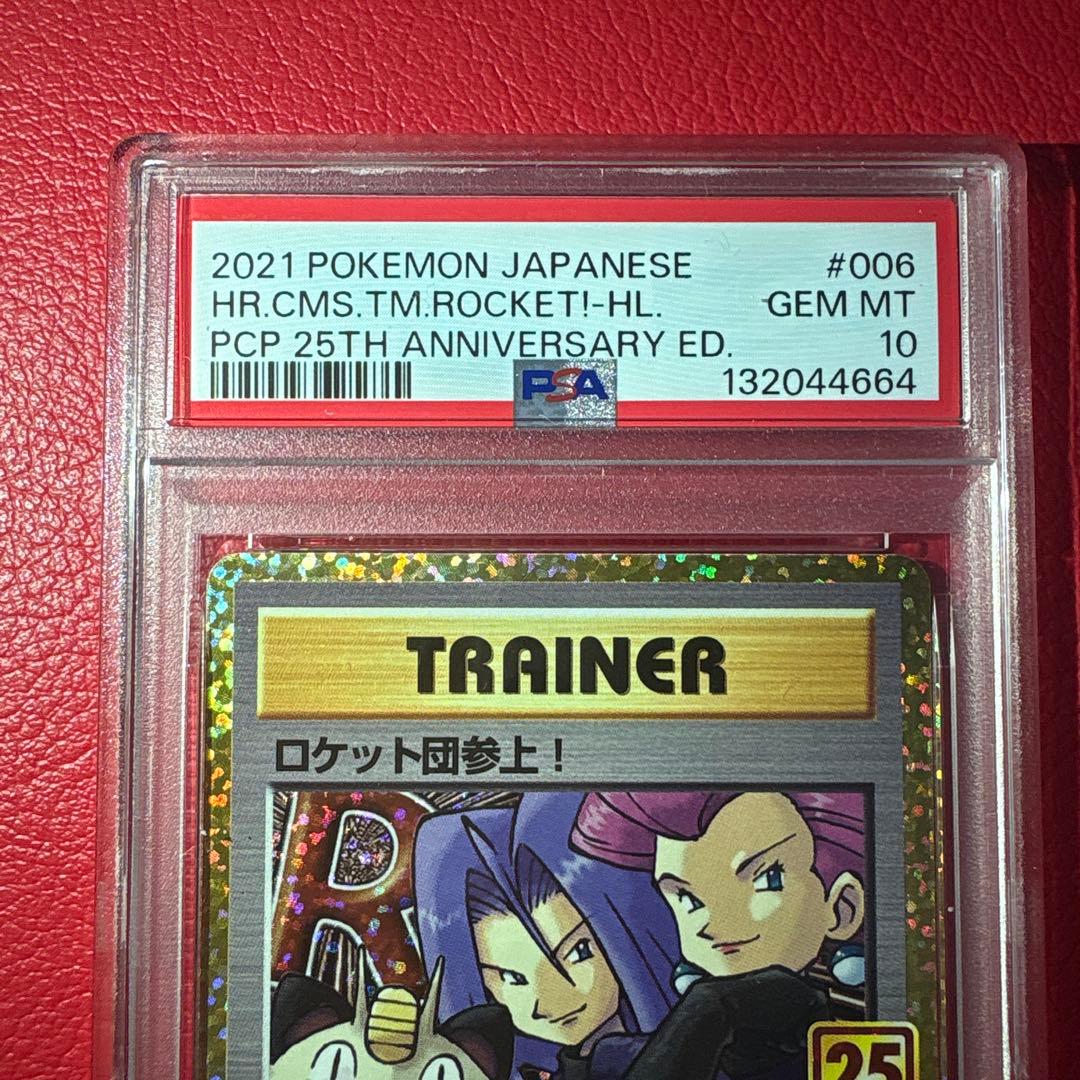 2021 POKEMON JAPANESE #006
HR.CMS.TM.ROCKET!-HL. GEM MT
PCP 25TH ANNIVERSARY ED. 10
PSA 132044664
TRAINER
ロケット団参上!
R
25